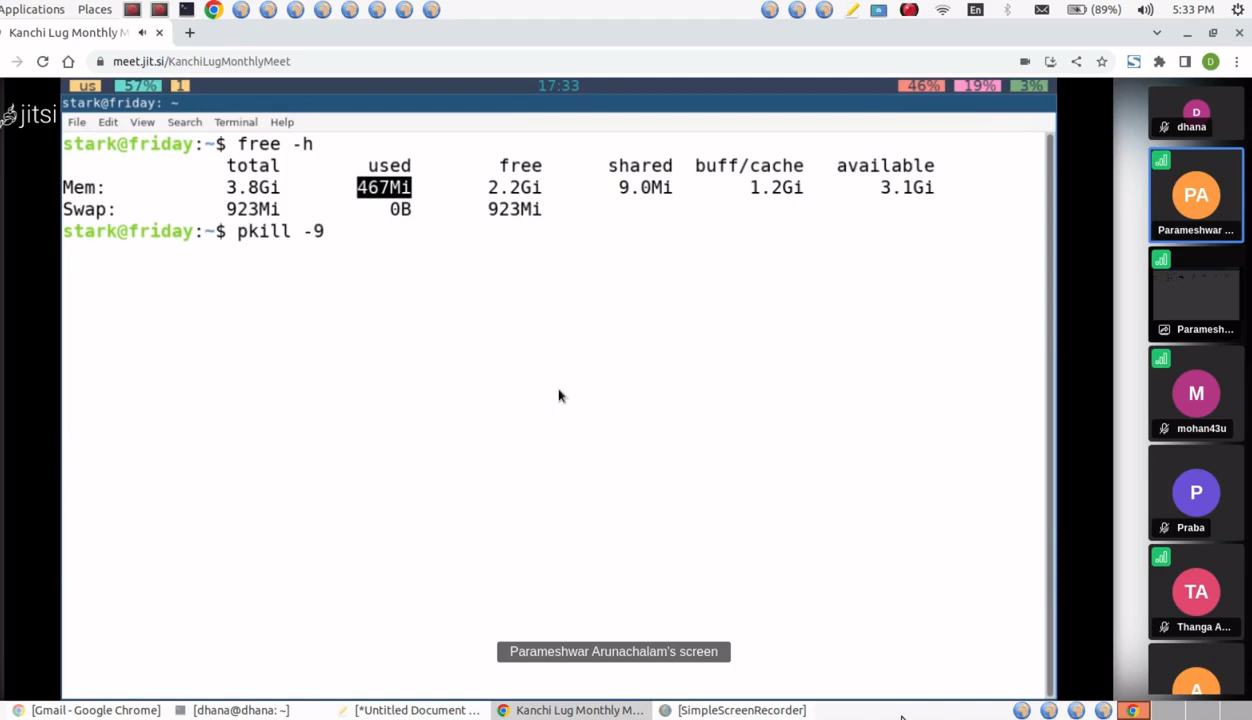 Applications Places En (89%) 5:33 PM
Kanchi Lug Monthly M
meet.jit.si/KanchiLugMonthlyMeet D
us 57% 1 17:33 46% 19% 3%
stark@friday: ~
jitsi
File Edit View Search Terminal Help
stark@friday:~$ free -h
total used free shared buff/cache available
Mem: 3.8Gi 467Mi 2.2Gi 9.0Mi 1.2Gi 3.1Gi
Swap: 923Mi 0B 923Mi
stark@friday:~$ pkill -9
D
dhana
PA
Parameshwar ...
Paramesh...
M
mohan43u
P
Praba
TA
Thanga A...
A
Parameshwar Arunachalam's screen
[Gmail - Google Chrome] [dhana@dhana: ~] [*Untitled Document ... Kanchi Lug Monthly M... [SimpleScreenRecorder]